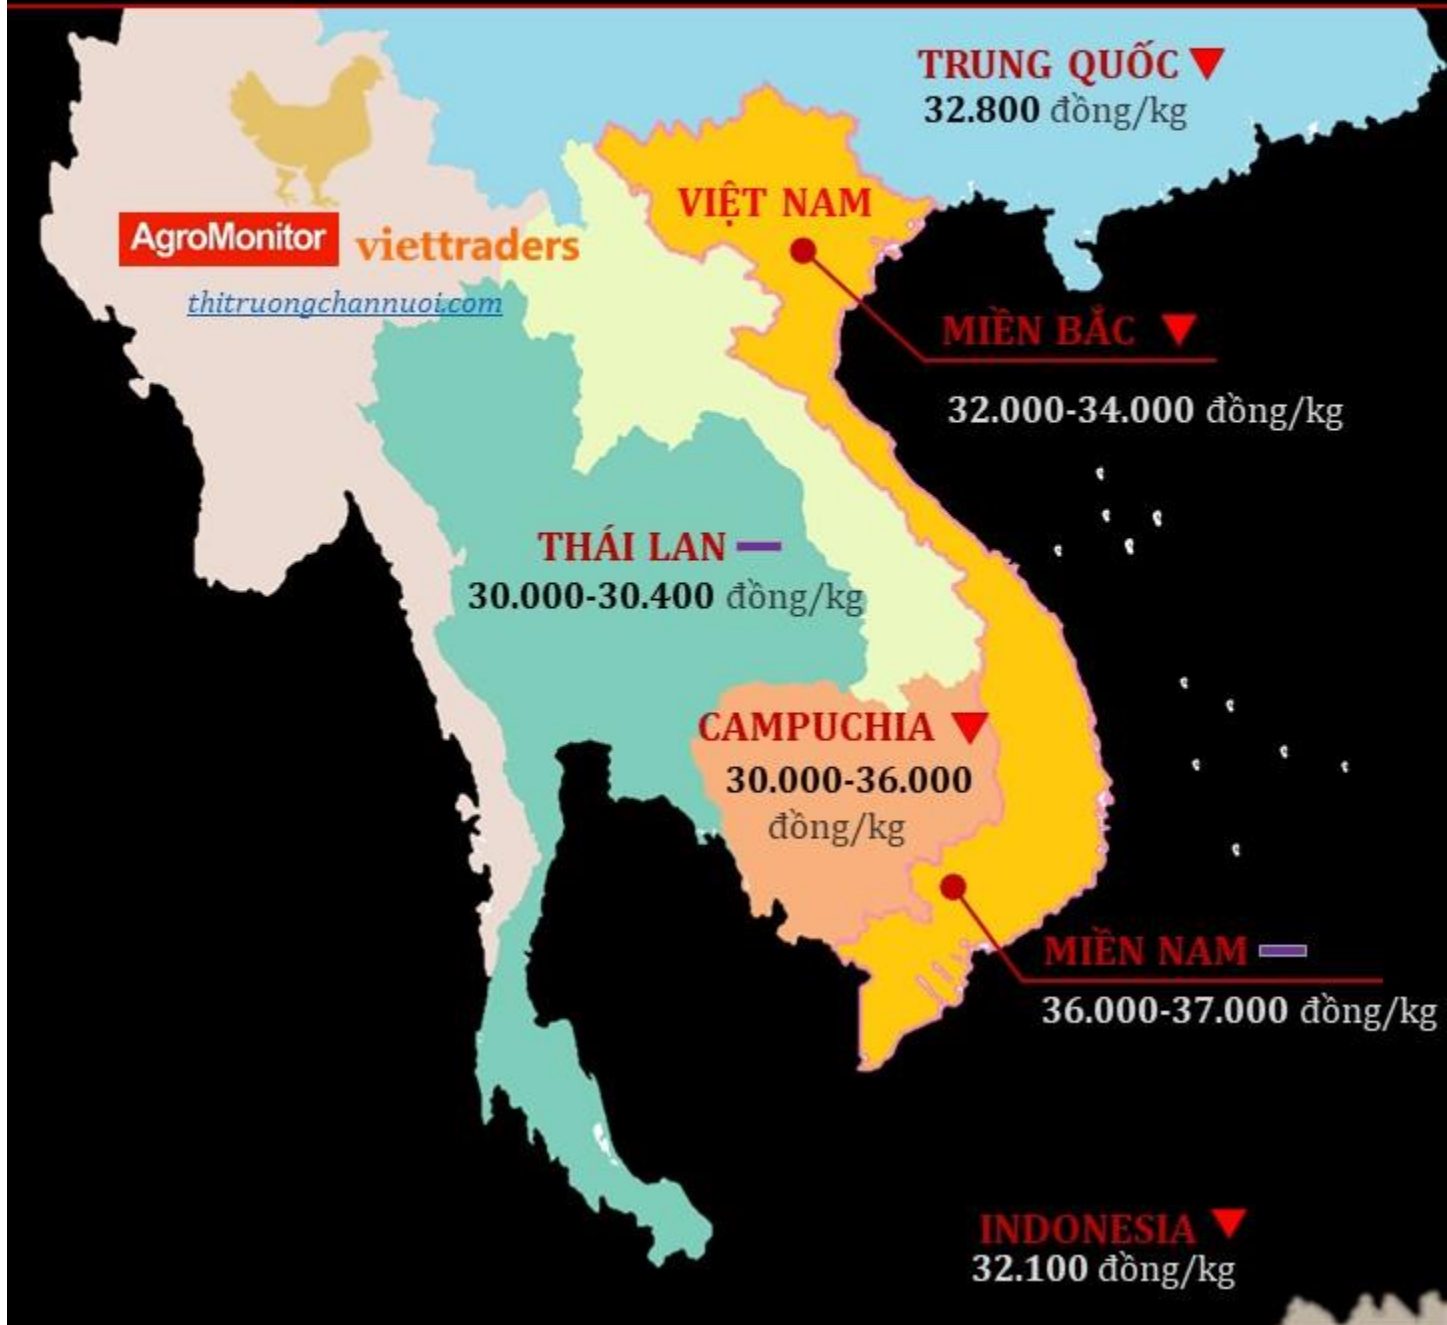 TRUNG QUỐC
32.800 đồng/kg
VIỆT NAM
AgroMonitor viettraders
thitruongchannuoi.com
MIỀN BẮC
32.000-34.000 đồng/kg
THÁI LAN
30.000-30.400 đồng/kg
CAMPUCHIA
30.000-36.000
đồng/kg
MIỀN NAM
36.000-37.000 đồng/kg
INDONESIA
32.100 đồng/kg